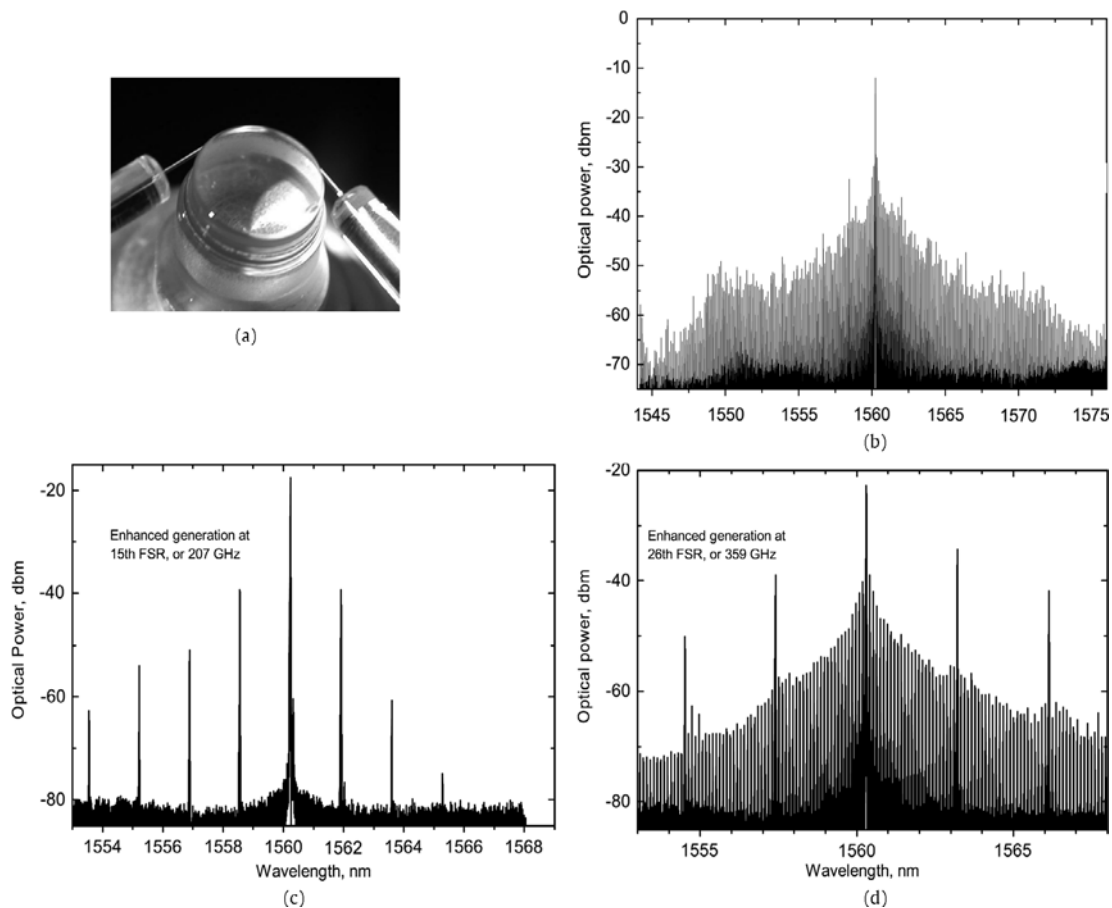 (a)
0
-10
-20
-30
-40
-50
-60
-70
Optical power, dbm
1545 1550 1555 1560 1565 1570 1575
(b)
-20
-40
-60
-80
Optical Power, dbm
Enhanced generation at
15th FSR, or 207 GHz
1554 1556 1558 1560 1562 1564 1566 1568
Wavelength, nm
(c)
-20
-40
-60
-80
Optical power, dbm
Enhanced generation at
26th FSR, or 359 GHz
1555 1560 1565
Wavelength, nm
(d)